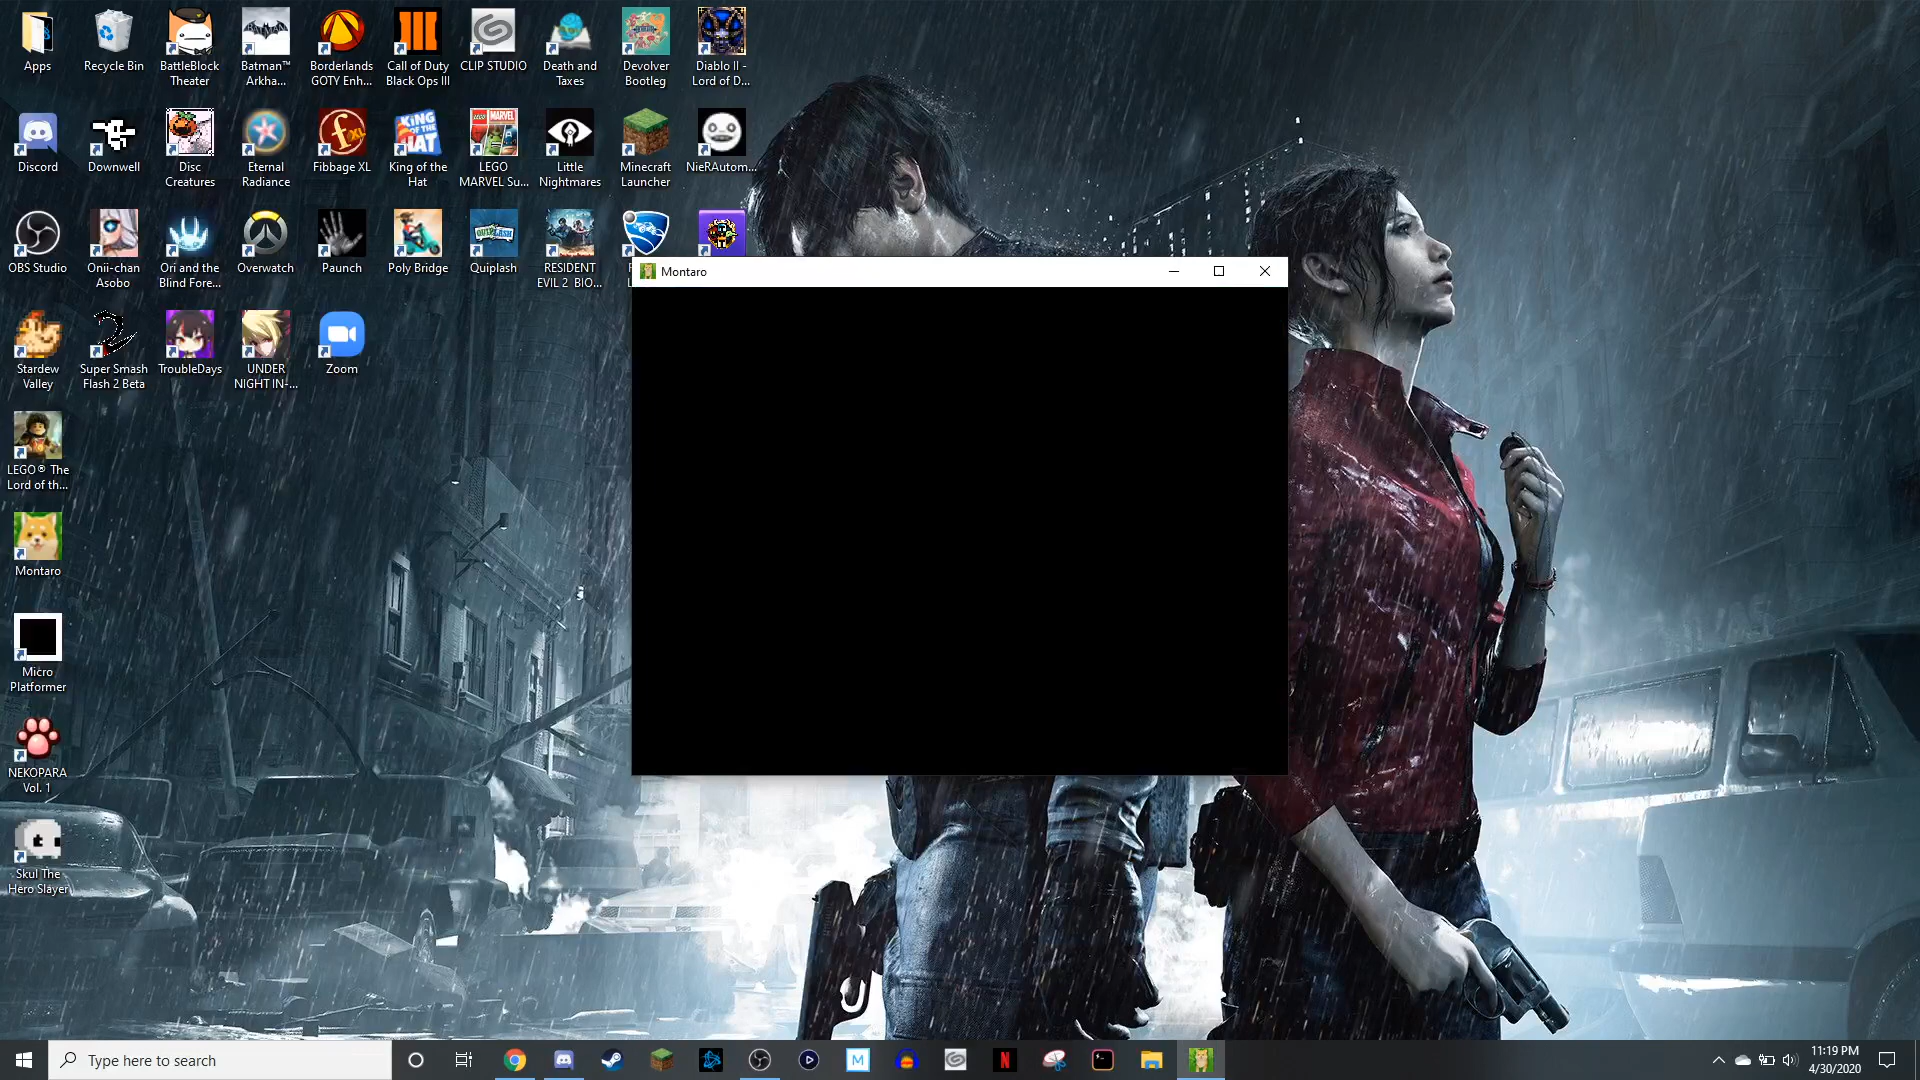 Apps
Recycle Bin
BattleBlock
Theater
Batman™
Arkha...
Borderlands
GOTY Enh...
Call of Duty
Black Ops III
CLIP STUDIO
Death and
Taxes
Devolver
Bootleg
Diablo II -
Lord of D...
Discord
Downwell
Disc
Creatures
Eternal
Radiance
Fibbage XL
King of the
Hat
LEGO
MARVEL Su...
Little
Nightmares
Minecraft
Launcher
NieRAutom...
OBS Studio
Onii-chan
Asobo
Ori and the
Blind Fore...
Overwatch
Paunch
Poly Bridge
Quiplash
RESIDENT
EVIL 2 BIO...
Montaro
Stardew
Valley
Super Smash
Flash 2 Beta
TroubleDays
UNDER
NIGHT IN-...
Zoom
LEGO® The
Lord of th...
Montaro
Micro
Platformer
NEKOPARA
Vol. 1
Skul The
Hero Slayer
Type here to search
11:19 PM
4/30/2020